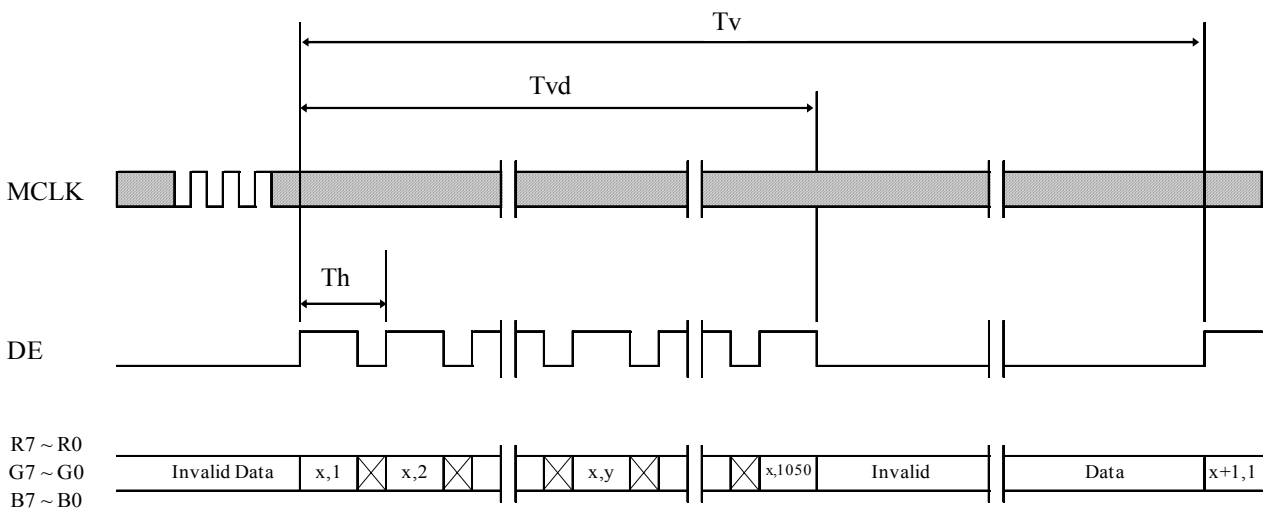 Tv
Tvd
MCLK
Th
DE
R7 ~ R0
G7 ~ G0
B7 ~ B0
Invalid Data x,1 x,2 x,y x,1050 Invalid Data x+1,1